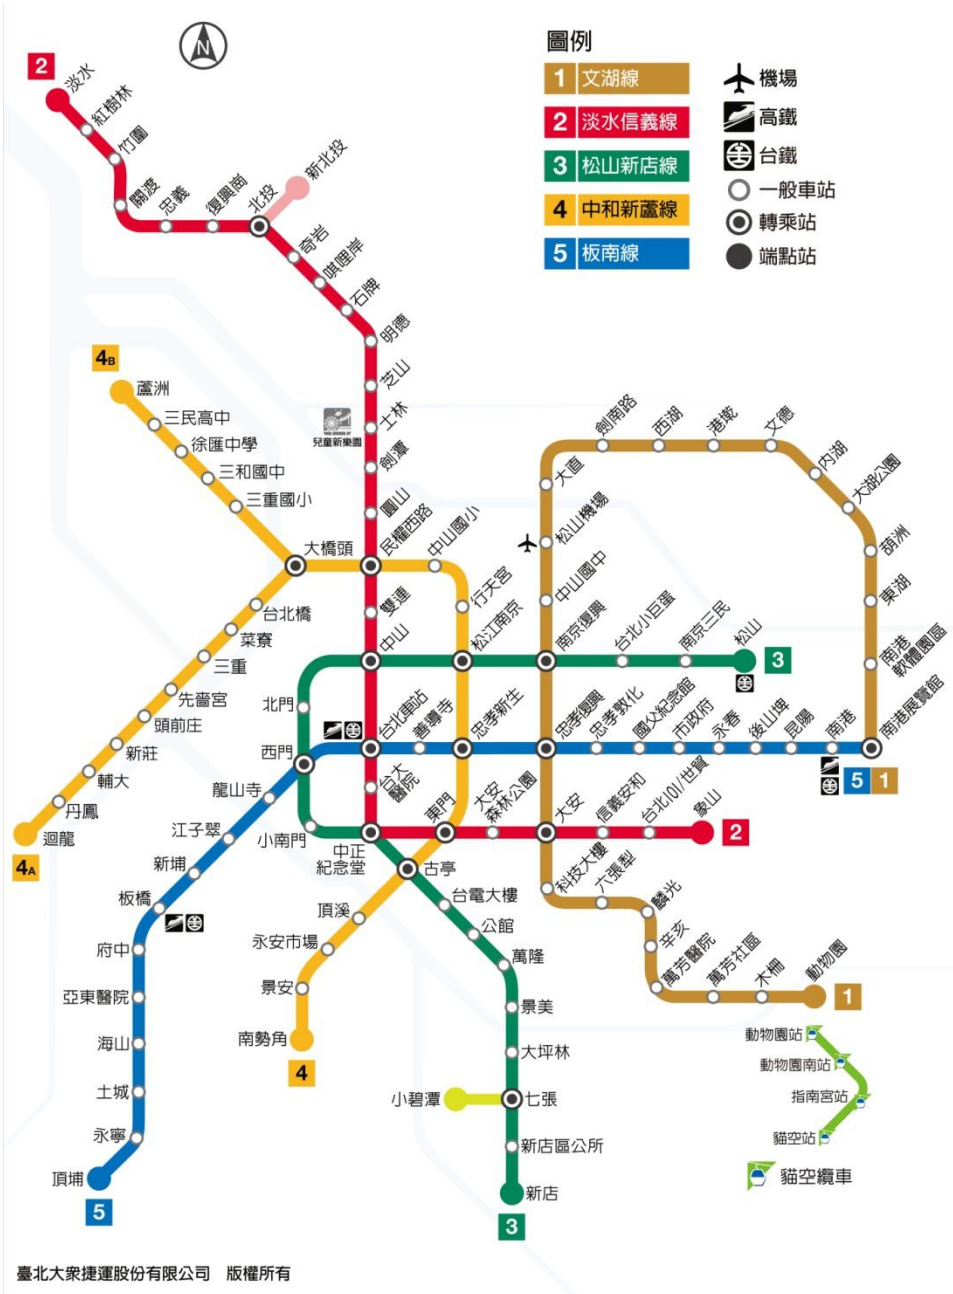 N
圖例
1 文湖線
2 淡水信義線
3 松山新店線
4 中和新蘆線
5 板南線
機場
高鐵
台鐵
一般車站
轉乘站
端點站
2
淡水
紅樹林
竹圍
關渡
忠義
復興崗
北投
新北投
奇岩
唭哩岸
石牌
明德
芝山
士林
兒童新樂園
劍潭
圓山
民權西路
雙連
中山
台北車站
台大
醫院
中正
紀念堂
東門
大安
森林公園
大安
信義安和
台北101/世貿
象山
2
4B
蘆洲
三民高中
徐匯中學
三和國中
三重國小
大橋頭
台北橋
菜寮
三重
先嗇宮
頭前庄
新莊
輔大
丹鳳
迴龍
4A
中山國小
行天宮
松江南京
忠孝新生
古亭
頂溪
永安市場
景安
南勢角
4
劍南路
西湖
港墘
文德
內湖
大湖公園
葫洲
東湖
南港
軟體園區
南港展覽館
5 1
大直
松山機場
中山國中
南京復興
忠孝復興
科技大樓
六張犁
麟光
辛亥
萬芳醫院
萬芳社區
木柵
動物園
1
台北小巨蛋
南京三民
松山
3
北門
西門
小南門
台電大樓
公館
萬隆
景美
大坪林
七張
小碧潭
新店區公所
新店
3
善導寺
忠孝敦化
國父紀念館
市政府
永春
後山埤
昆陽
南港
龍山寺
江子翠
新埔
板橋
府中
亞東醫院
海山
土城
永寧
頂埔
5
動物園站
動物園南站
指南宮站
貓空站
貓空纜車
臺北大眾捷運股份有限公司 版權所有